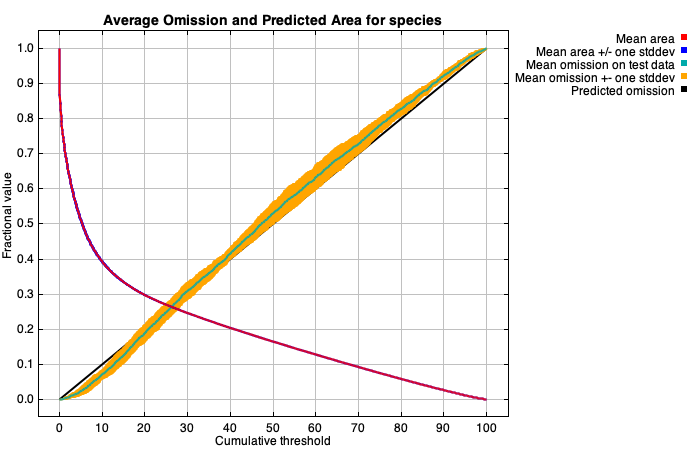 Average Omission and Predicted Area for species
Mean area
Mean area +/- one stddev
Mean omission on test data
Mean omission +- one stddev
Predicted omission
Fractional value
1.0
0.9
0.8
0.7
0.6
0.5
0.4
0.3
0.2
0.1
0.0
0 10 20 30 40 50 60 70 80 90 100
Cumulative threshold